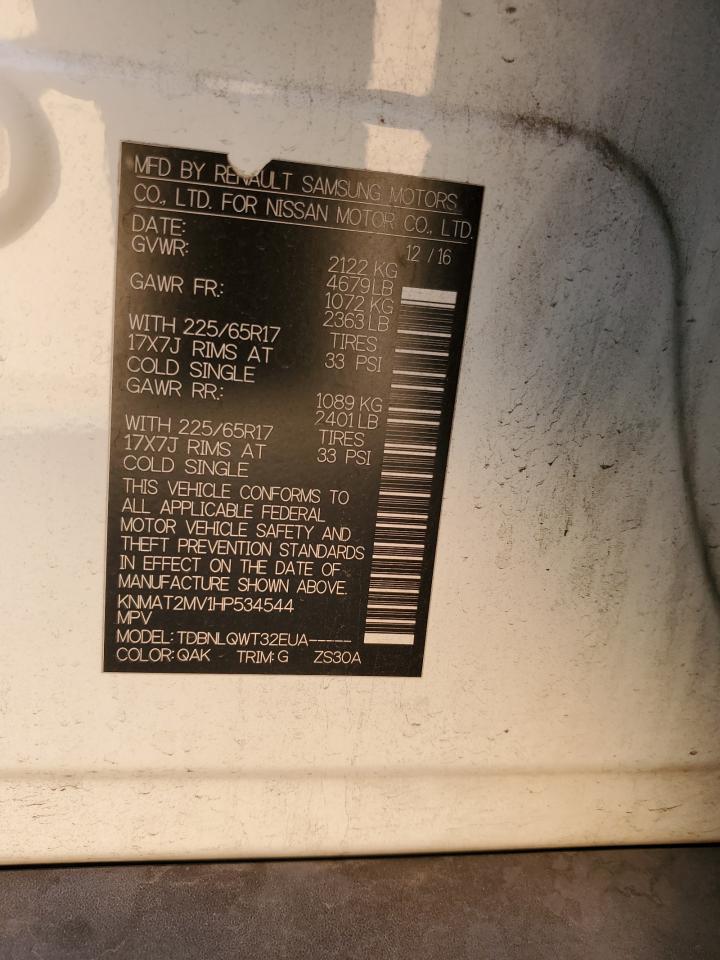 MFD BY RENAULT SAMSUNG MOTORS
CO., LTD. FOR NISSAN MOTOR CO., LTD.
DATE: 12 / 16
GVWR: 2122 KG
4679 LB
GAWR FR: 1072 KG
2363 LB
WITH 225/65R17 TIRES
17X7J RIMS AT 33 PSI
COLD SINGLE
GAWR RR: 1089 KG
2401 LB
WITH 225/65R17 TIRES
17X7J RIMS AT 33 PSI
COLD SINGLE
THIS VEHICLE CONFORMS TO
ALL APPLICABLE FEDERAL
MOTOR VEHICLE SAFETY AND
THEFT PREVENTION STANDARDS
IN EFFECT ON THE DATE OF
MANUFACTURE SHOWN ABOVE.
KNMAT2MV1HP534544
MPV
MODEL: TDBNLQWT32EUA-----
COLOR: QAK TRIM: G ZS30A